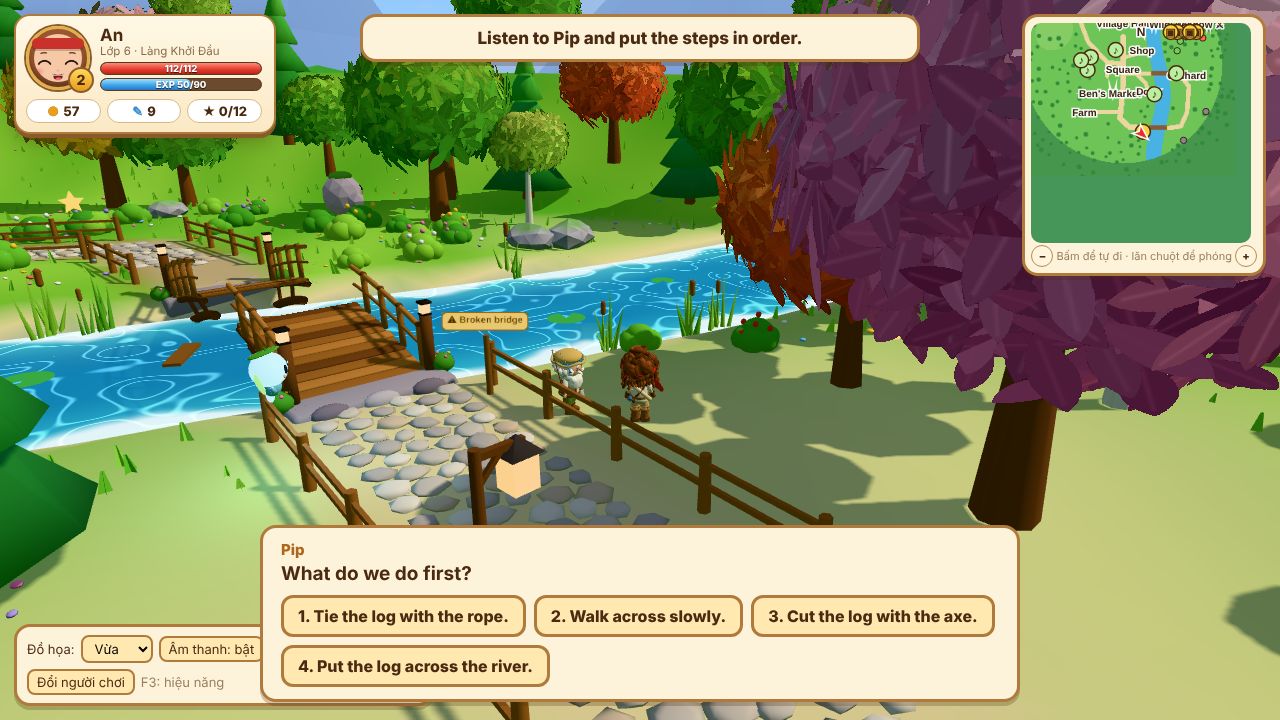 An
Lớp 6 · Làng Khởi Đầu
112/112
EXP 50/90
2
57
9
★ 0/12
Listen to Pip and put the steps in order.
Village Hall
N
Shop
Square
hard
Ben's Marke
Do
Farm
− Bấm để tự đi · lăn chuột để phóng +
⚠ Broken bridge
Pip
What do we do first?
1. Tie the log with the rope.
2. Walk across slowly.
3. Cut the log with the axe.
4. Put the log across the river.
Đồ họa:
Vừa
Âm thanh: bật
Đổi người chơi
F3: hiệu năng